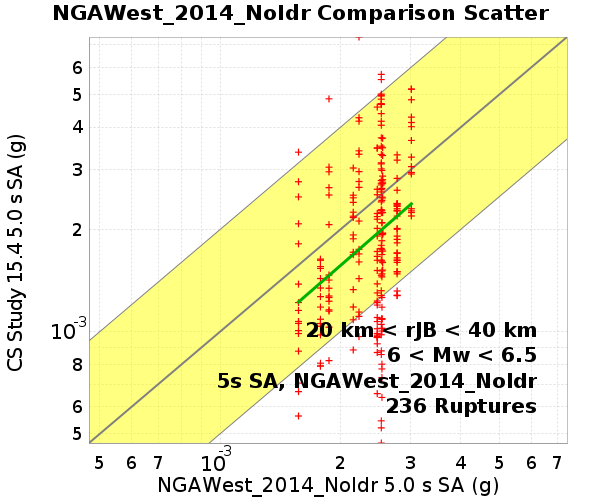 NGAWest_2014_NoIdr Comparison Scatter
CS Study 15.4 5.0 s SA (g)
6
5
4
3
2
10-3
8
6
5
20 km < rJB < 40 km
6 < Mw < 6.5
5s SA, NGAWest_2014_NoIdr
236 Ruptures
5 6 7 10-3 2 3 4 5 6 7
NGAWest_2014_NoIdr 5.0 s SA (g)